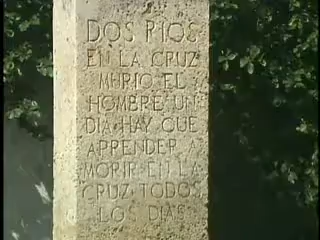 DOS RIOS
EN LA CRUZ
MURIO EL
HOMBRE UN
DIA HAY QUE
APRENDER A
MORIR EN LA
CRUZ TODOS
LOS DIAS